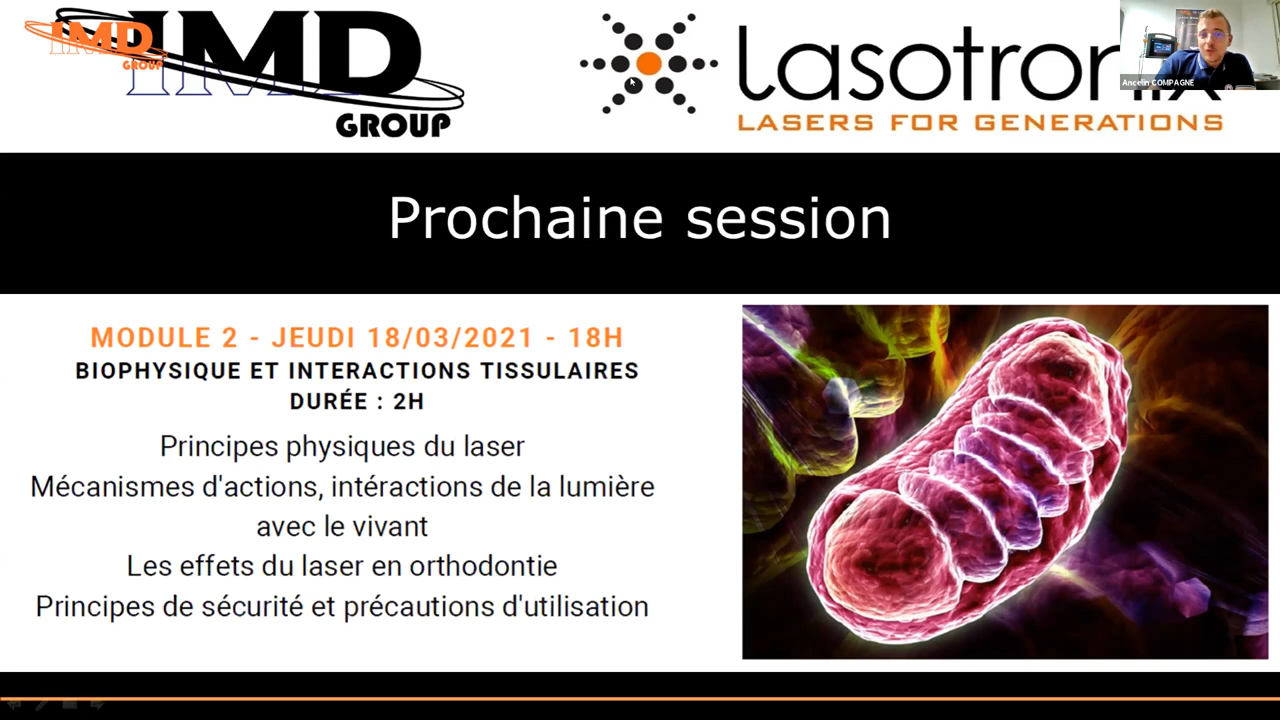 IMD
GROUP
IMD
GROUP
lasotronix
LASERS FOR GENERATIONS
Ancelin COMPAGNE
Prochaine session
MODULE 2 - JEUDI 18/03/2021 - 18H
BIOPHYSIQUE ET INTERACTIONS TISSULAIRES
DURÉE : 2H
Principes physiques du laser
Mécanismes d'actions, intéractions de la lumière
avec le vivant
Les effets du laser en orthodontie
Principes de sécurité et précautions d'utilisation